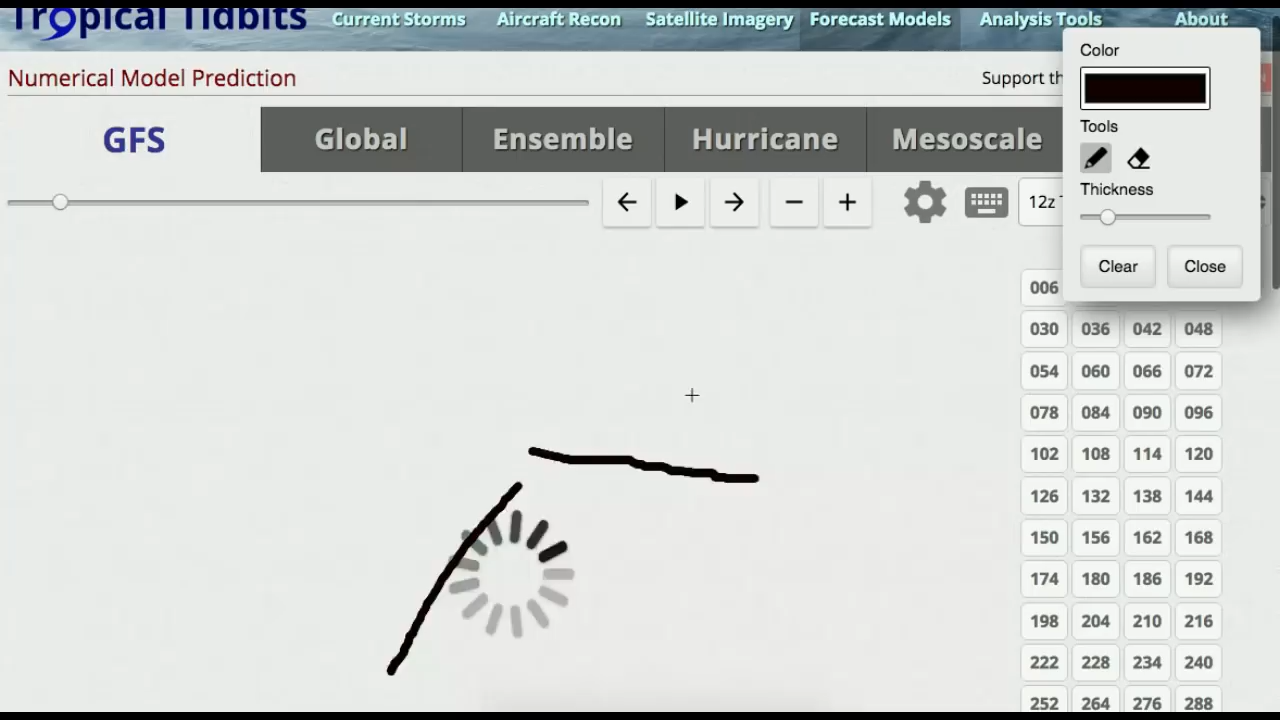 Tropical Tidbits
Current Storms Aircraft Recon Satellite Imagery Forecast Models Analysis Tools About
Numerical Model Prediction
Support th
GFS Global Ensemble Hurricane Mesoscale
12z
Color
Tools
Thickness
Clear Close
006
030 036 042 048
054 060 066 072
078 084 090 096
102 108 114 120
126 132 138 144
150 156 162 168
174 180 186 192
198 204 210 216
222 228 234 240
252 264 276 288